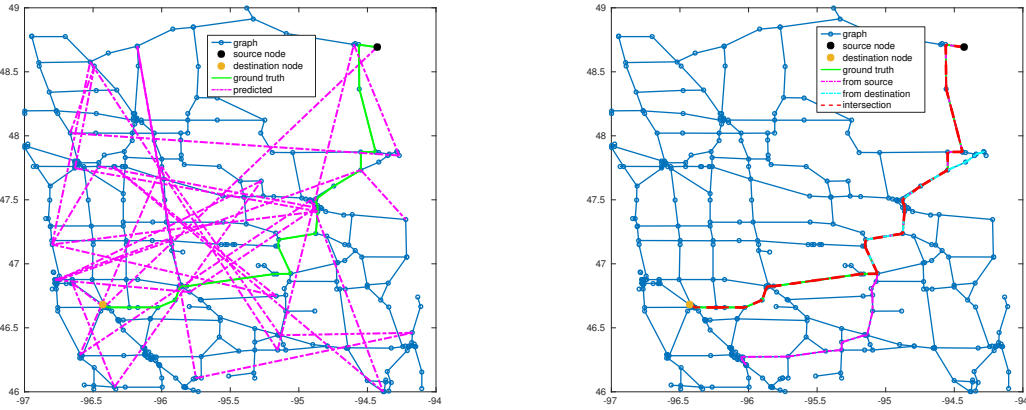 49
48.5
48
47.5
47
46.5
46
-97
-96.5
-96
-95.5
-95
-94.5
-94
graph
source node
destination node
ground truth
predicted
49
48.5
48
47.5
47
46.5
46
-97
-96.5
-96
-95.5
-95
-94.5
-94
graph
source node
destination node
ground truth
from source
from destination
intersection